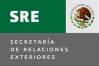 SRE
SECRETARÍA
DE RELACIONES
EXTERIORES